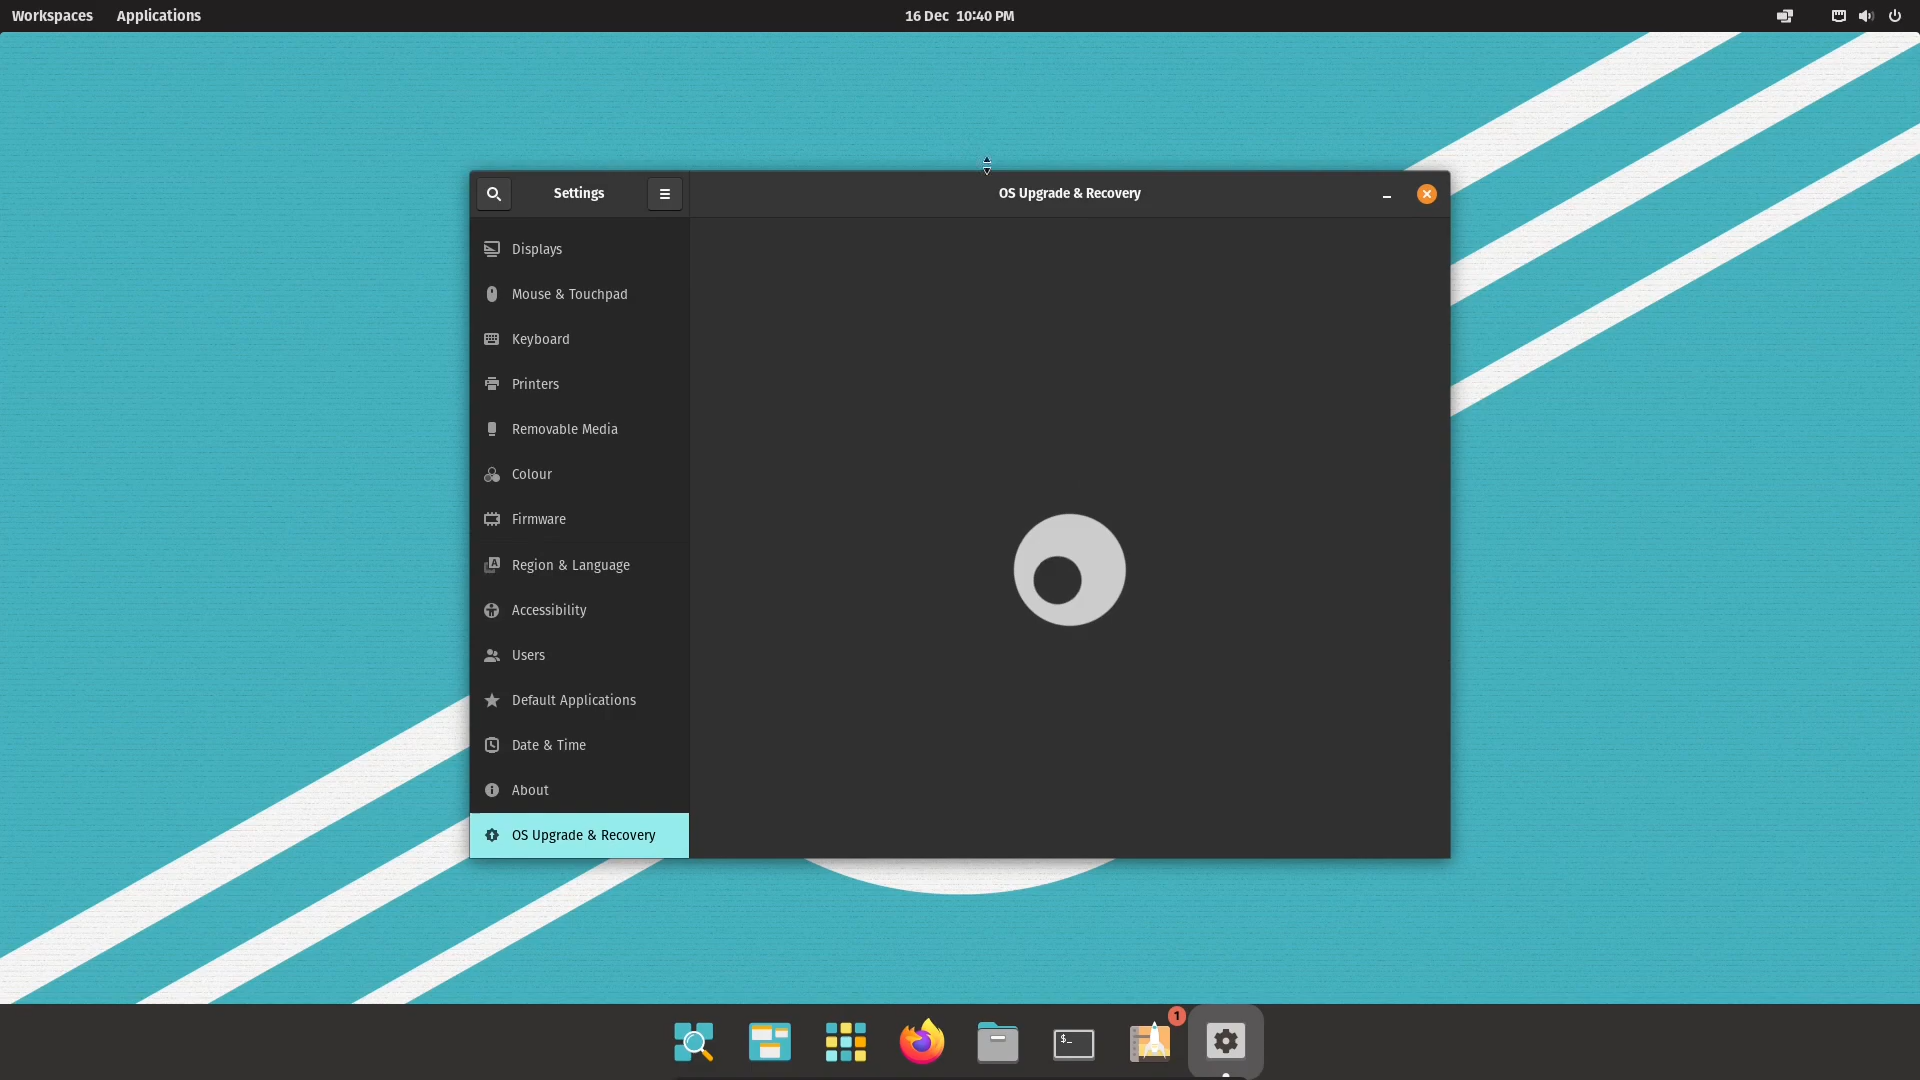 Workspaces Applications 16 Dec 10:40 PM
Settings OS Upgrade & Recovery
Displays
Mouse & Touchpad
Keyboard
Printers
Removable Media
Colour
Firmware
Region & Language
Accessibility
Users
Default Applications
Date & Time
About
OS Upgrade & Recovery
1
$_